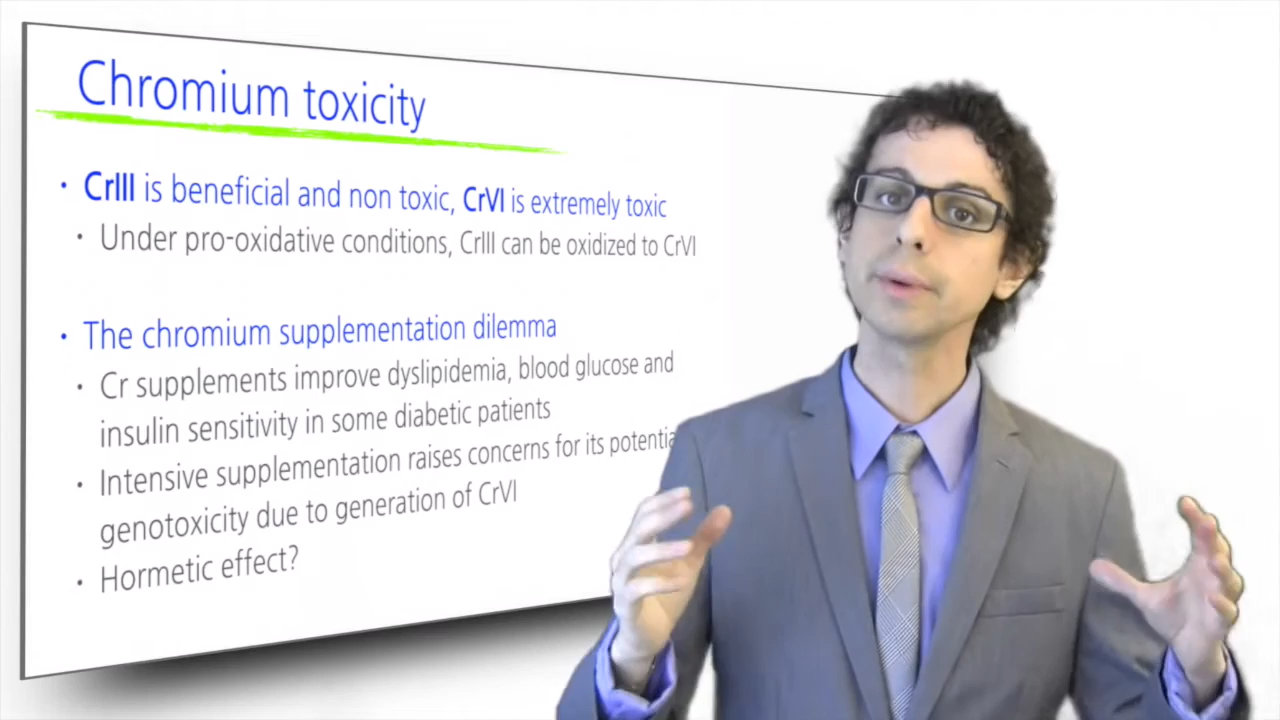 Chromium toxicity
• CrIII is beneficial and non toxic, CrVI is extremely toxic
• Under pro-oxidative conditions, CrIII can be oxidized to CrVI
• The chromium supplementation dilemma
• Cr supplements improve dyslipidemia, blood glucose and
insulin sensitivity in some diabetic patients
• Intensive supplementation raises concerns for its
genotoxicity due to generation of CrVI
• Hormetic effect?